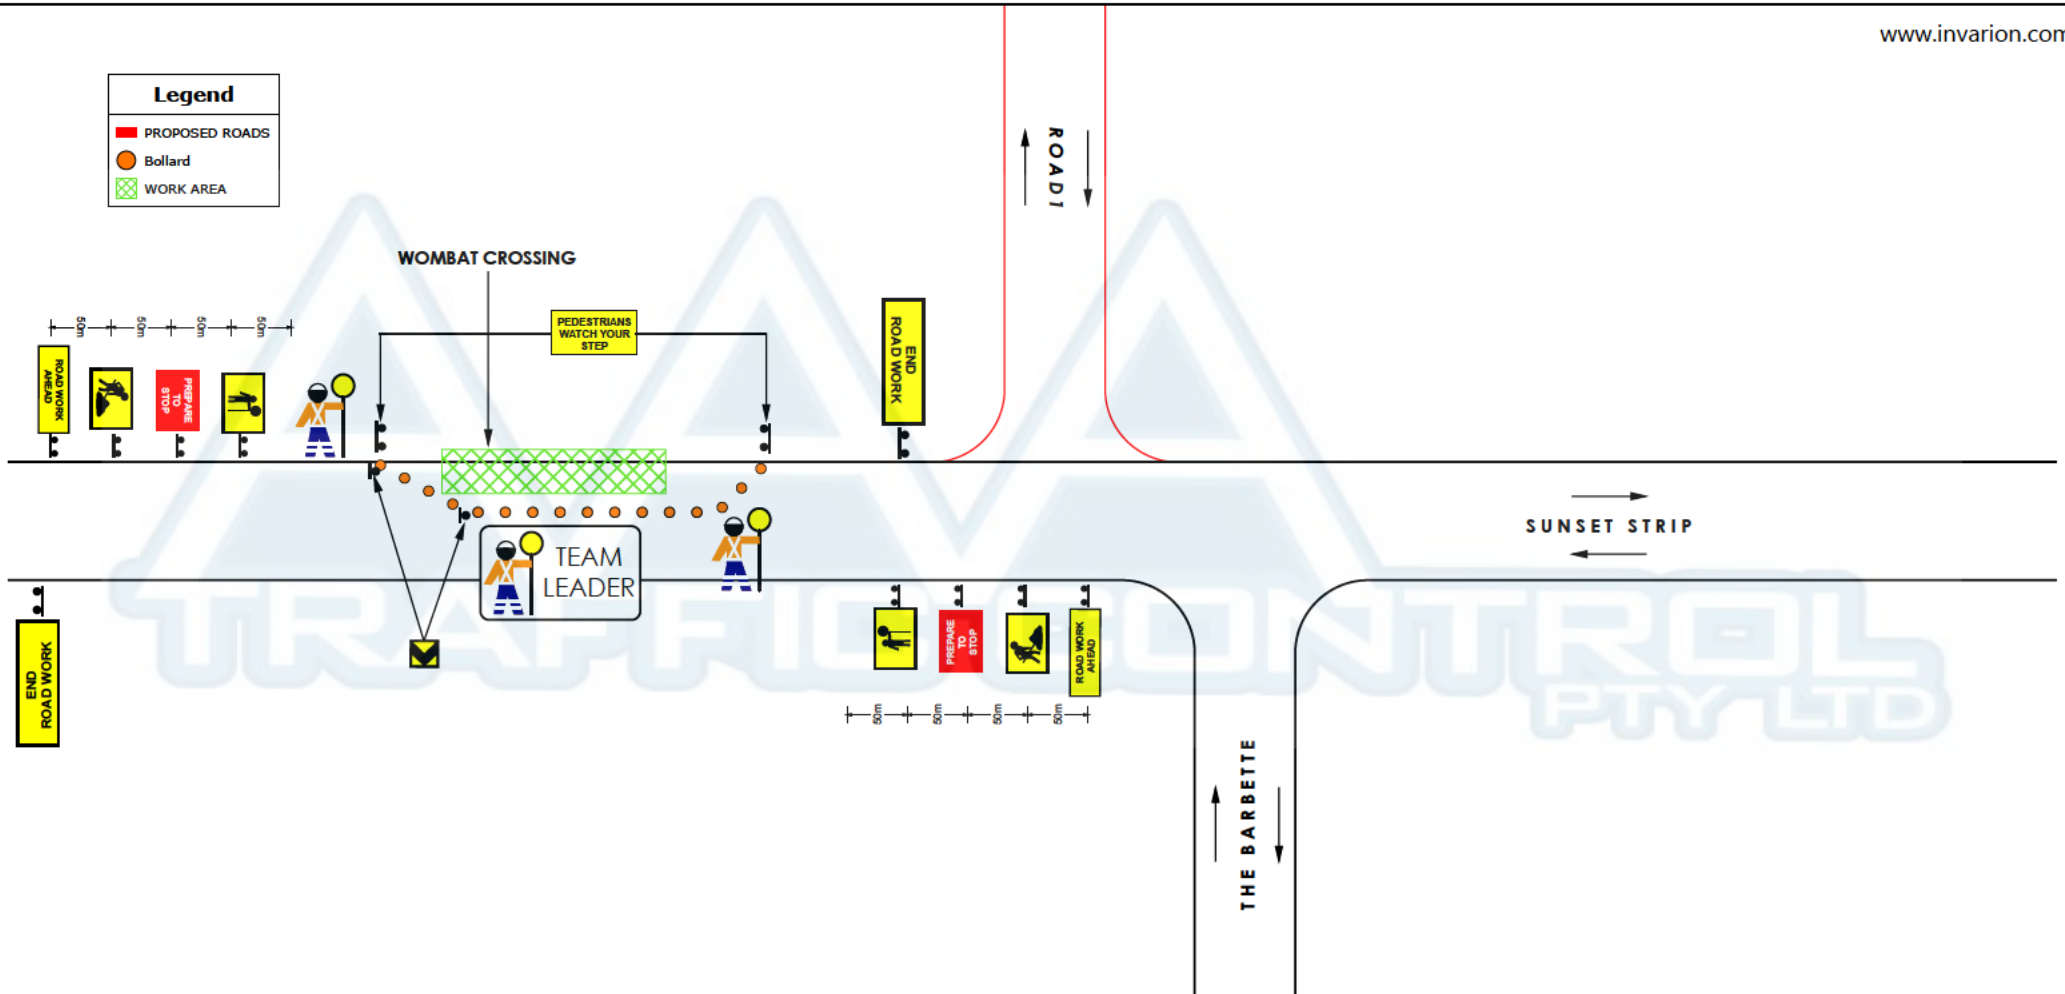 www.invarion.com
Legend
PROPOSED ROADS
Bollard
WORK AREA
ROAD 1
WOMBAT CROSSING
PEDESTRIANS
WATCH YOUR
STEP
50m
50m
50m
50m
ROAD WORK
AHEAD
PREPARE
TO
STOP
END
ROAD WORK
SUNSET STRIP
TEAM
LEADER
END
ROAD WORK
PREPARE
TO
STOP
ROAD WORK
AHEAD
50m
50m
50m
50m
THE BARBETTE
AAA
TRAFFIC CONTROL
PTY LTD